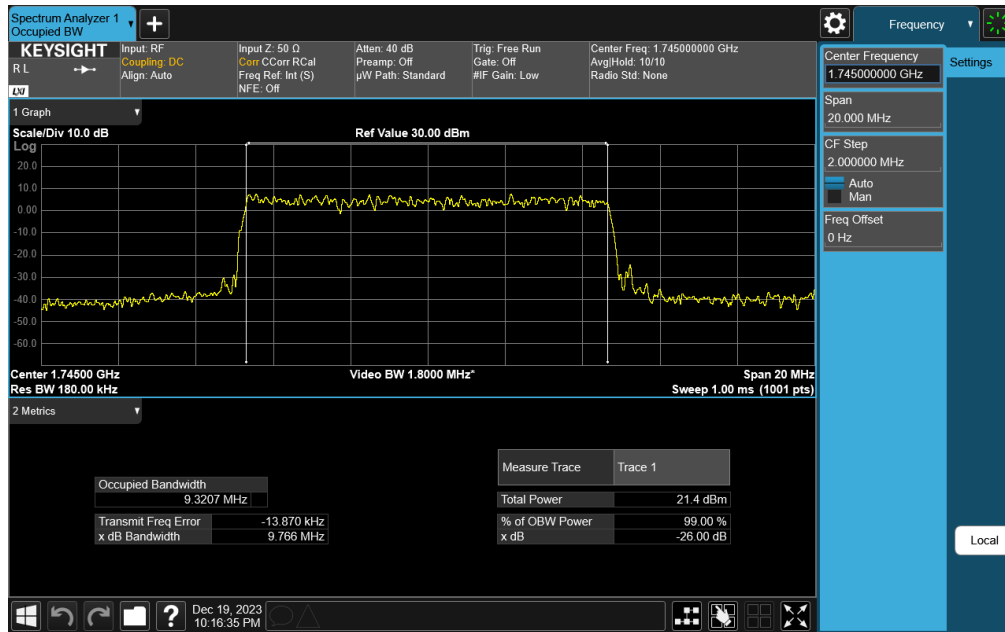 Spectrum Analyzer 1
Occupied BW
Frequency
KEYSIGHT
R L
LXI
Input: RF
Coupling: DC
Align: Auto
Input Z: 50 Ω
Corr CCorr RCal
Freq Ref: Int (S)
NFE: Off
Atten: 40 dB
Preamp: Off
µW Path: Standard
Trig: Free Run
Gate: Off
#IF Gain: Low
Center Freq: 1.745000000 GHz
Avg|Hold: 10/10
Radio Std: None
Center Frequency
1.745000000 GHz
Settings
Span
20.000 MHz
CF Step
2.000000 MHz
Auto
Man
Freq Offset
0 Hz
Local
1 Graph
Scale/Div 10.0 dB
Ref Value 30.00 dBm
Log
20.0
10.0
0.00
-10.0
-20.0
-30.0
-40.0
-50.0
-60.0
Center 1.74500 GHz
Video BW 1.8000 MHz*
Span 20 MHz
Res BW 180.00 kHz
Sweep 1.00 ms (1001 pts)
2 Metrics
Occupied Bandwidth
9.3207 MHz
Transmit Freq Error -13.870 kHz
x dB Bandwidth 9.766 MHz
Measure Trace Trace 1
Total Power 21.4 dBm
% of OBW Power 99.00 %
x dB -26.00 dB
?
Dec 19, 2023
10:16:35 PM